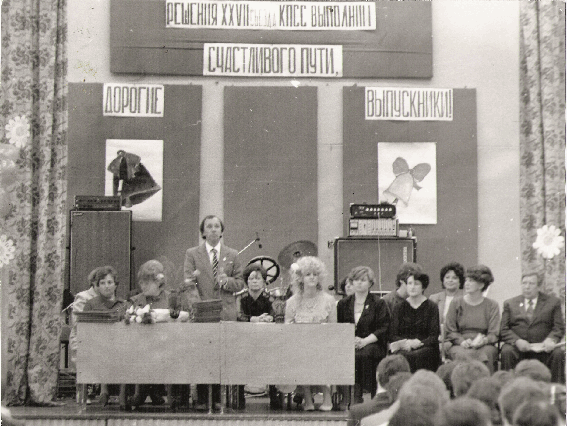 РЕШЕНИЯ XXVII СЪЕЗДА КПСС ВЫПОЛНИМ
СЧАСТЛИВОГО ПУТИ,
ДОРОГИЕ
ВЫПУСКНИКИ!